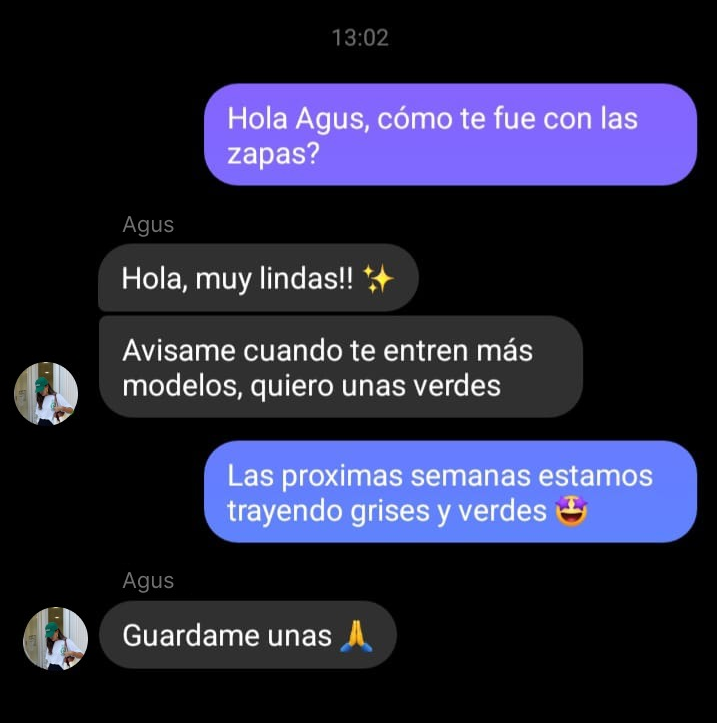 13:02
Hola Agus, cómo te fue con las
zapas?
Agus
Hola, muy lindas!! ✨
Avisame cuando te entren más
modelos, quiero unas verdes
Las proximas semanas estamos
trayendo grises y verdes 🤩
Agus
Guardame unas 🙏